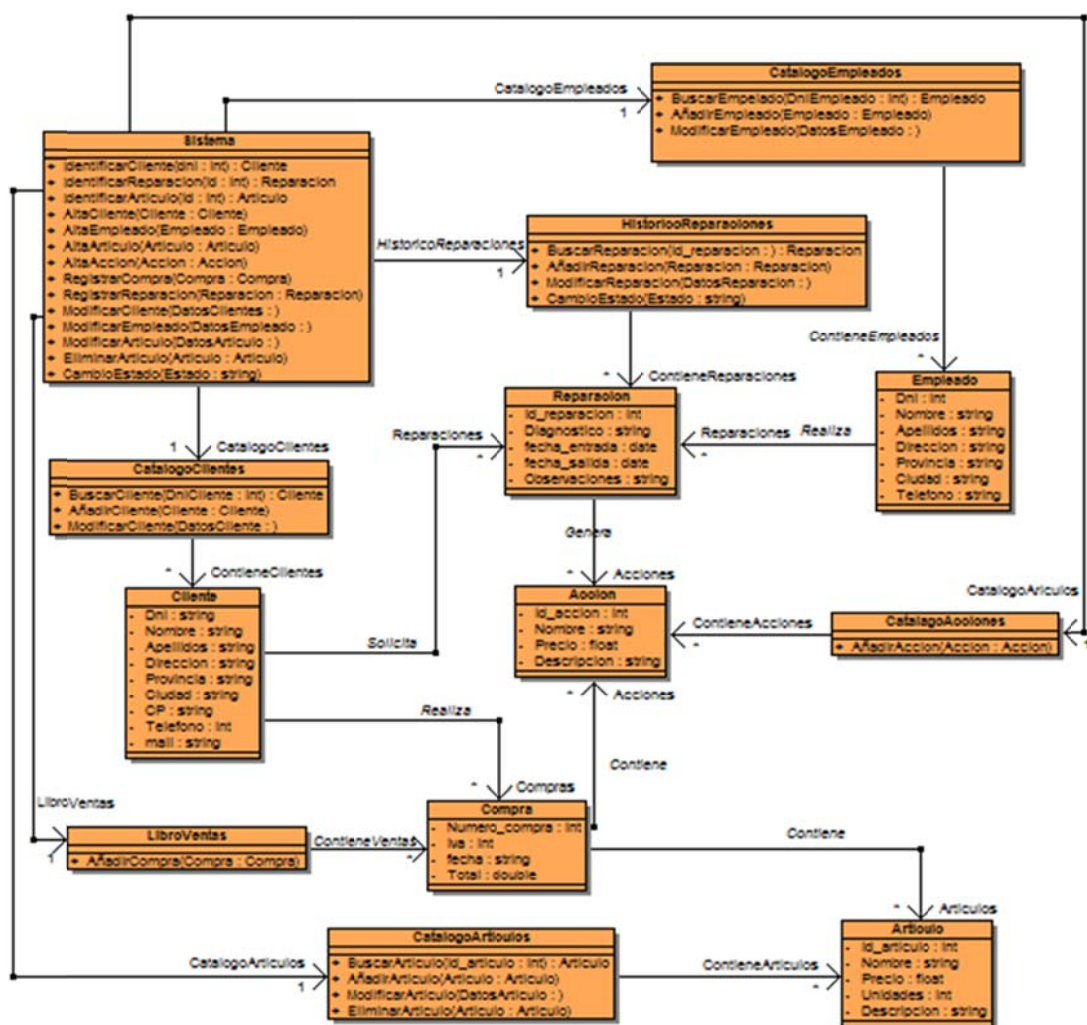 CatalogoEmpleados
+ BuscarEmpelado(DniEmpleado : int) : Empleado
+ AñadirEmpleado(Empleado : Empleado)
+ ModificarEmpleado(DatosEmpleado : )
CatalogoEmpleados
1
Sistema
+ IdentificarCliente(dni : int) : Cliente
+ IdentificarReparacion(id : int) : Reparacion
+ IdentificarArticulo(id : int) : Articulo
+ AltaCliente(Cliente : Cliente)
+ AltaEmpleado(Empleado : Empleado)
+ AltaArticulo(Articulo : Articulo)
+ AltaAccion(Accion : Accion)
+ RegistrarCompra(Compra : Compra)
+ RegistrarReparacion(Reparacion : Reparacion)
+ ModificarCliente(DatosClientes : )
+ ModificarEmpleado(DatosEmpleado : )
+ ModificarArticulo(DatosArticulo : )
+ EliminarArticulo(Articulo : Articulo)
+ CambioEstado(Estado : string)
HistoricoReparaciones
1
HistoricoReparaciones
+ BuscarReparacion(id_reparacion : ) : Reparacion
+ AñadirReparacion(Reparacion : Reparacion)
+ ModificarReparacion(DatosReparacion : )
+ CambioEstado(Estado : string)
ContieneEmpleados
*
* ContieneReparaciones
Empleado
- Dni : int
- Nombre : string
- Apellidos : string
- Direccion : string
- Provincia : string
- Ciudad : string
- Telefono : string
Reparacion
- id_reparacion : int
- Diagnostico : string
- fecha_entrada : date
- fecha_salida : date
- Observaciones : string
Reparaciones
*
Reparaciones
*
Realiza
1 CatalogoClientes
CatalogoClientes
+ BuscarCliente(DniCliente : int) : Cliente
+ AñadirCliente(Cliente : Cliente)
+ ModificarCliente(DatosCliente : )
* ContieneClientes
Genera
* Acciones
Cliente
- Dni : string
- Nombre : string
- Apellidos : string
- Direccion : string
- Provincia : string
- Ciudad : string
- CP : string
- Telefono : int
- mail : string
Solicita
Accion
- id_accion : int
- Nombre : string
- Precio : float
- Descripcion : string
ContieneAcciones
*
CatalogoAriculos
1
CatalagoAcciones
+ AñadirAccion(Accion : Accion)
* Acciones
Realiza
* Compras
Contiene
LibroVentas
1
LibroVentas
+ AñadirCompra(Compra : Compra)
ContieneVentas
*
Compra
- Numero_compra : int
- Iva : int
- fecha : string
- Total : double
Contiene
* Articulos
CatalogoArticulos
1
CatalogoArticulos
+ BuscarArticulo(id_articulo : int) : Articulo
+ AñadirArticulo(Articulo : Articulo)
+ ModificarArticulo(DatosArticulo : )
+ EliminarArticulo(Articulo : Articulo)
ContieneArticulos
*
Articulo
- id_articulo : int
- Nombre : string
- Precio : float
- Unidades : int
- Descripcion : string